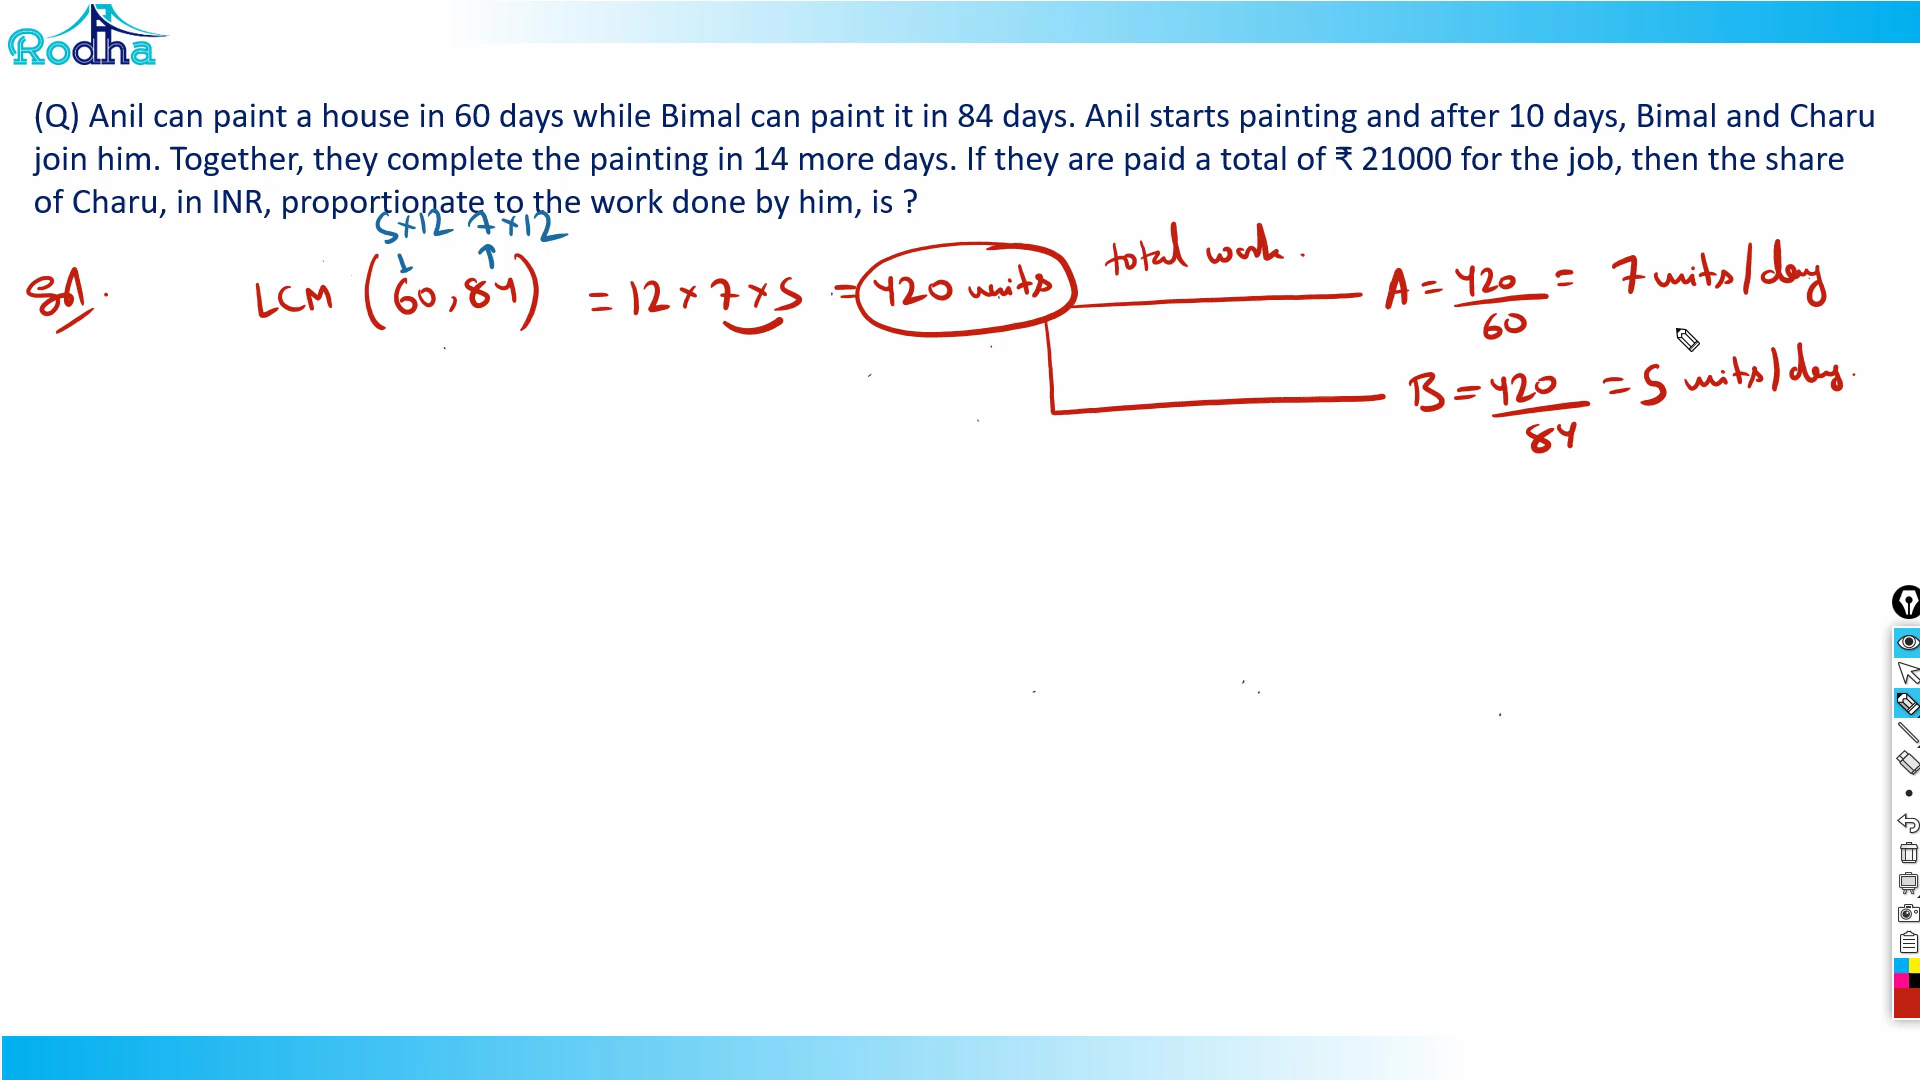 Rodha
(Q) Anil can paint a house in 60 days while Bimal can paint it in 84 days. Anil starts painting and after 10 days, Bimal and Charu
join him. Together, they complete the painting in 14 more days. If they are paid a total of ₹ 21000 for the job, then the share
of Charu, in INR, proportionate to the work done by him, is ?
5×12 7×12
Sol. LCM (60, 84) = 12 × 7 × 5 = 420 units total work.
A = 420/60 = 7 units/day
B = 420/84 = 5 units/day.